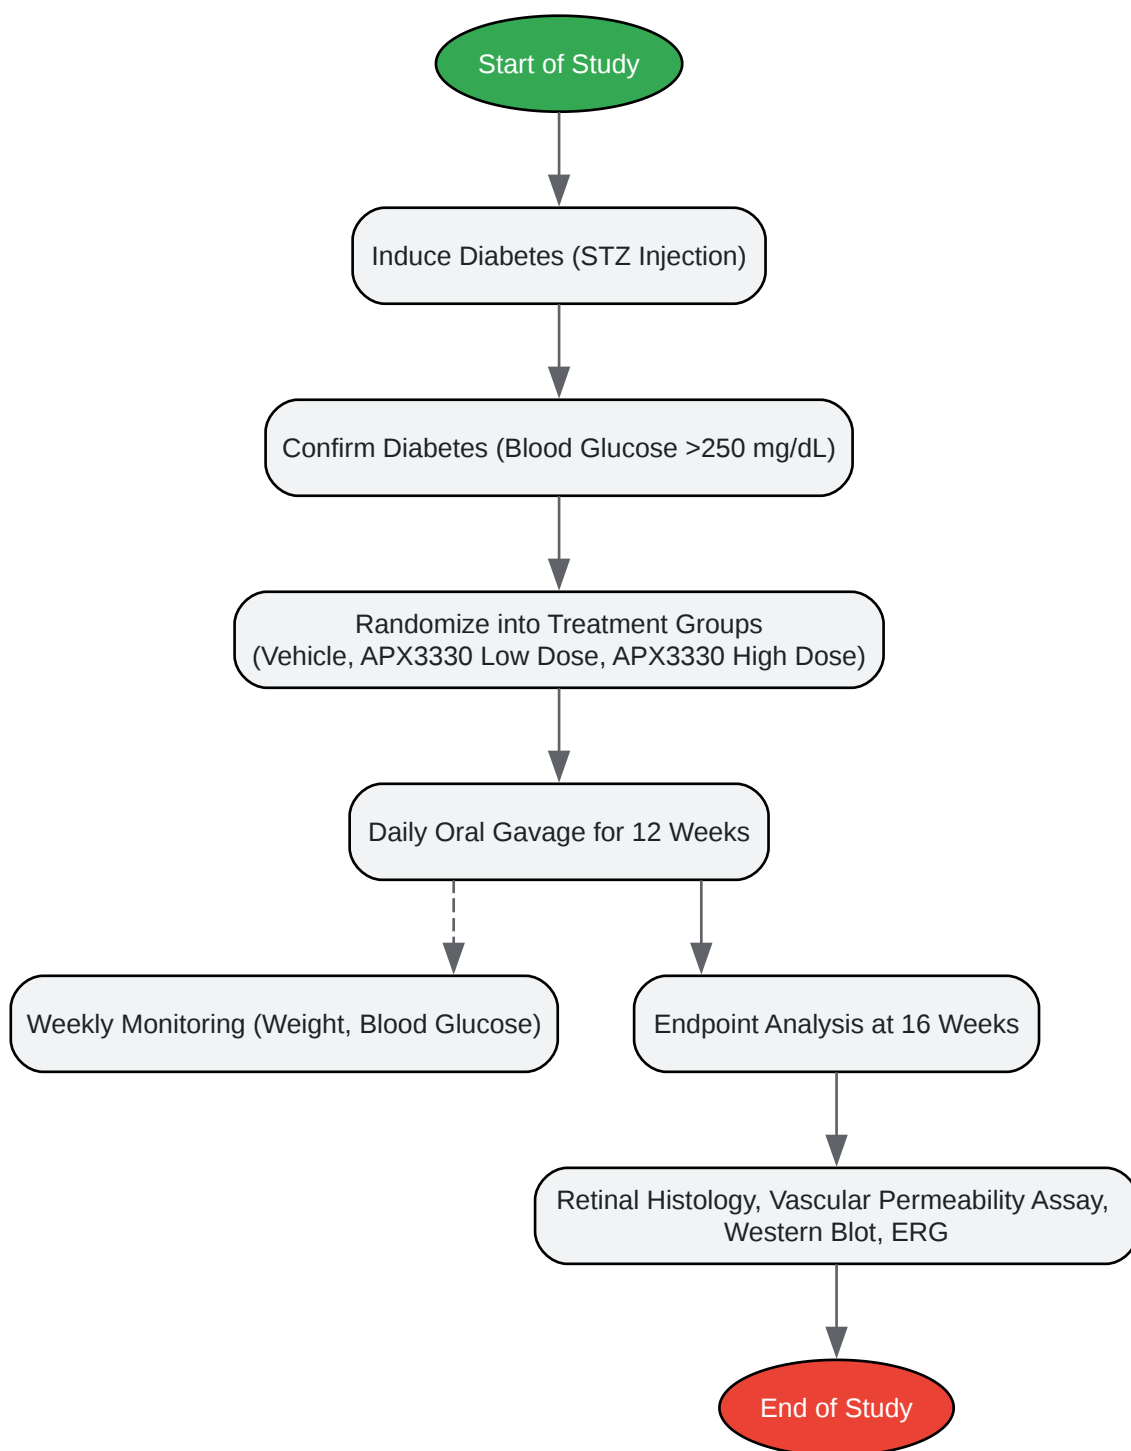 Start of Study
Induce Diabetes (STZ Injection)
Confirm Diabetes (Blood Glucose >250 mg/dL)
Randomize into Treatment Groups
(Vehicle, APX3330 Low Dose, APX3330 High Dose)
Daily Oral Gavage for 12 Weeks
Weekly Monitoring (Weight, Blood Glucose)
Endpoint Analysis at 16 Weeks
Retinal Histology, Vascular Permeability Assay,
Western Blot, ERG
End of Study